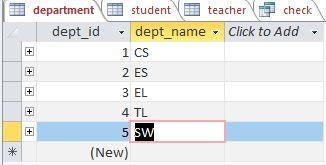 department student teacher check
dept_id dept_name Click to Add
1 CS
2 ES
3 EL
4 TL
5 SW
(New)